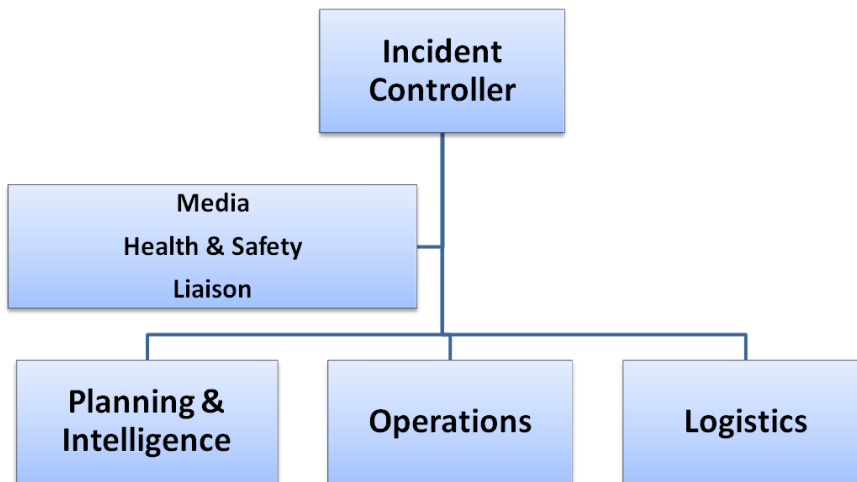 Incident
Controller
Media
Health & Safety
Liaison
Planning &
Intelligence
Operations
Logistics